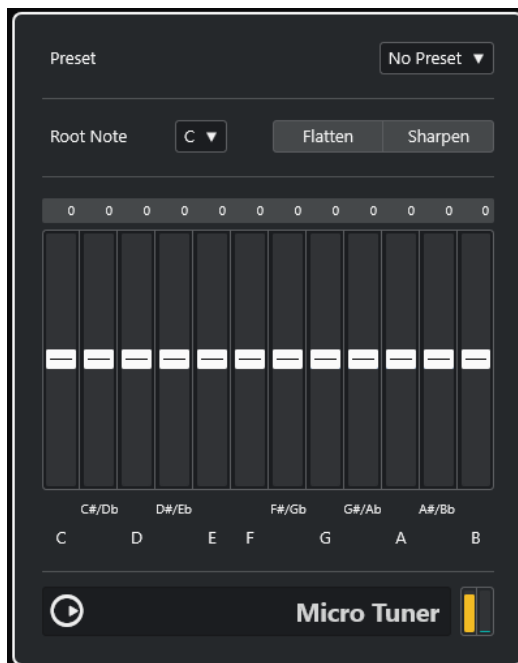 Preset No Preset
Root Note C Flatten Sharpen
0 0 0 0 0 0 0 0 0 0 0 0
C#/Db D#/Eb F#/Gb G#/Ab A#/Bb
C D E F G A B
Micro Tuner